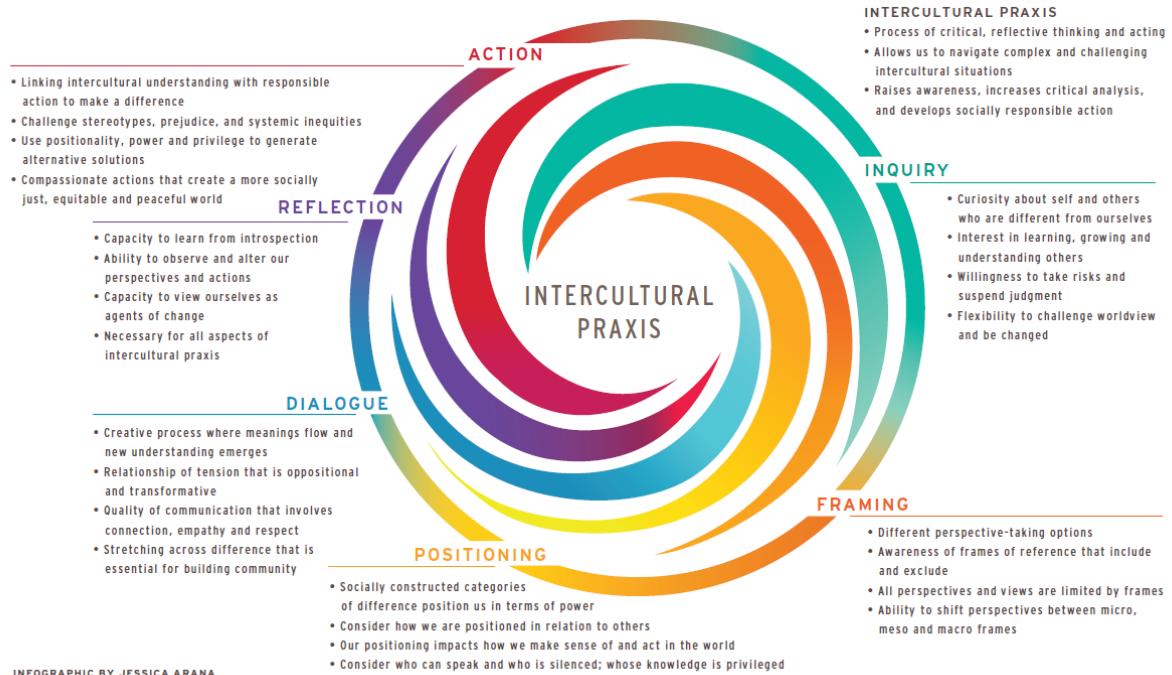 INTERCULTURAL PRAXIS
• Process of critical, reflective thinking and acting
• Allows us to navigate complex and challenging
intercultural situations
• Raises awareness, increases critical analysis,
and develops socially responsible action
INQUIRY
• Curiosity about self and others
who are different from ourselves
• Interest in learning, growing and
understanding others
• Willingness to take risks and
suspend judgment
• Flexibility to challenge worldview
and be changed
FRAMING
• Different perspective-taking options
• Awareness of frames of reference that include
and exclude
• All perspectives and views are limited by frames
• Ability to shift perspectives between micro,
meso and macro frames
POSITIONING
• Socially constructed categories
of difference position us in terms of power
• Consider how we are positioned in relation to others
• Our positioning impacts how we make sense of and act in the world
• Consider who can speak and who is silenced; whose knowledge is privileged
DIALOGUE
• Creative process where meanings flow and
new understanding emerges
• Relationship of tension that is oppositional
and transformative
• Quality of communication that involves
connection, empathy and respect
• Stretching across difference that is
essential for building community
REFLECTION
• Capacity to learn from introspection
• Ability to observe and alter our
perspectives and actions
• Capacity to view ourselves as
agents of change
• Necessary for all aspects of
intercultural praxis
ACTION
• Linking intercultural understanding with responsible
action to make a difference
• Challenge stereotypes, prejudice, and systemic inequities
• Use positionality, power and privilege to generate
alternative solutions
• Compassionate actions that create a more socially
just, equitable and peaceful world
INTERCULTURAL
PRAXIS
INFOGRAPHIC BY JESSICA ARANA